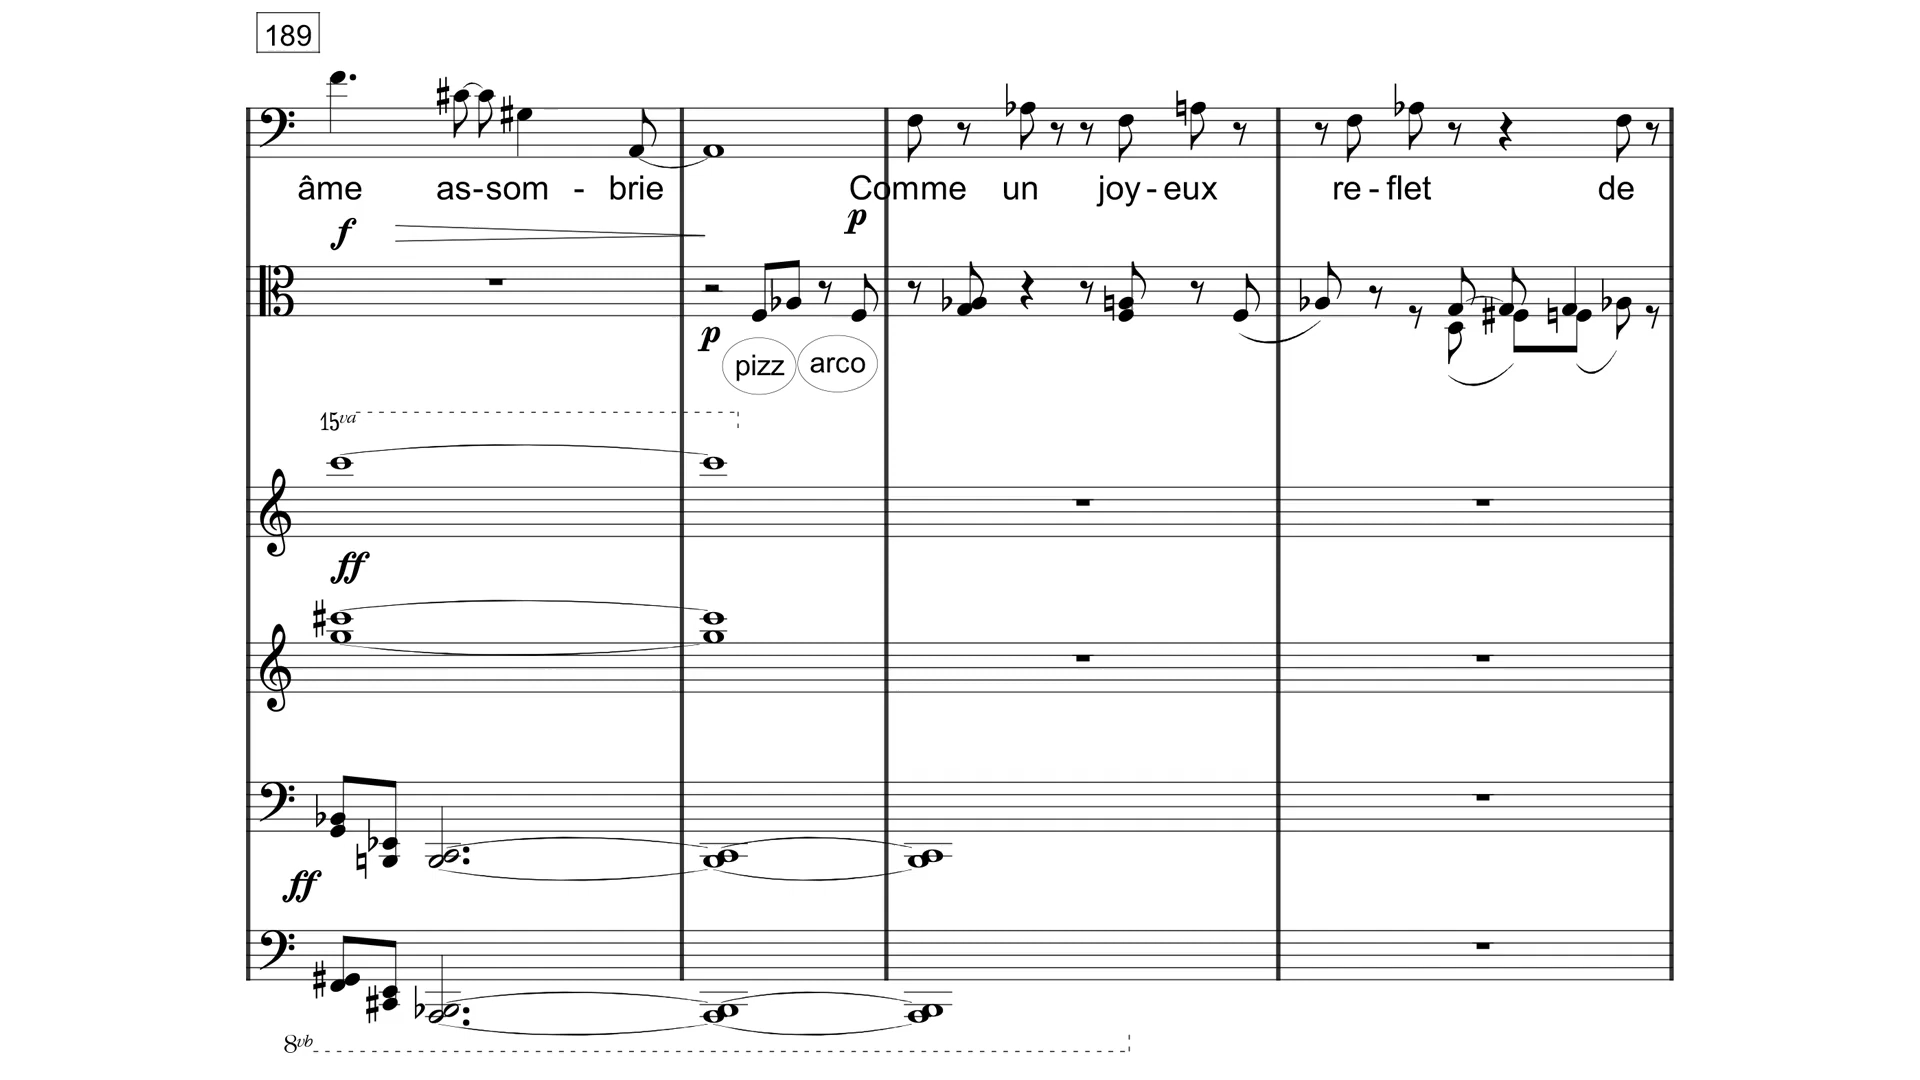 189
âme as-som - brie Comme un joy-eux re-flet de
f p
p
pizz arco
15va
ff
ff
8vb